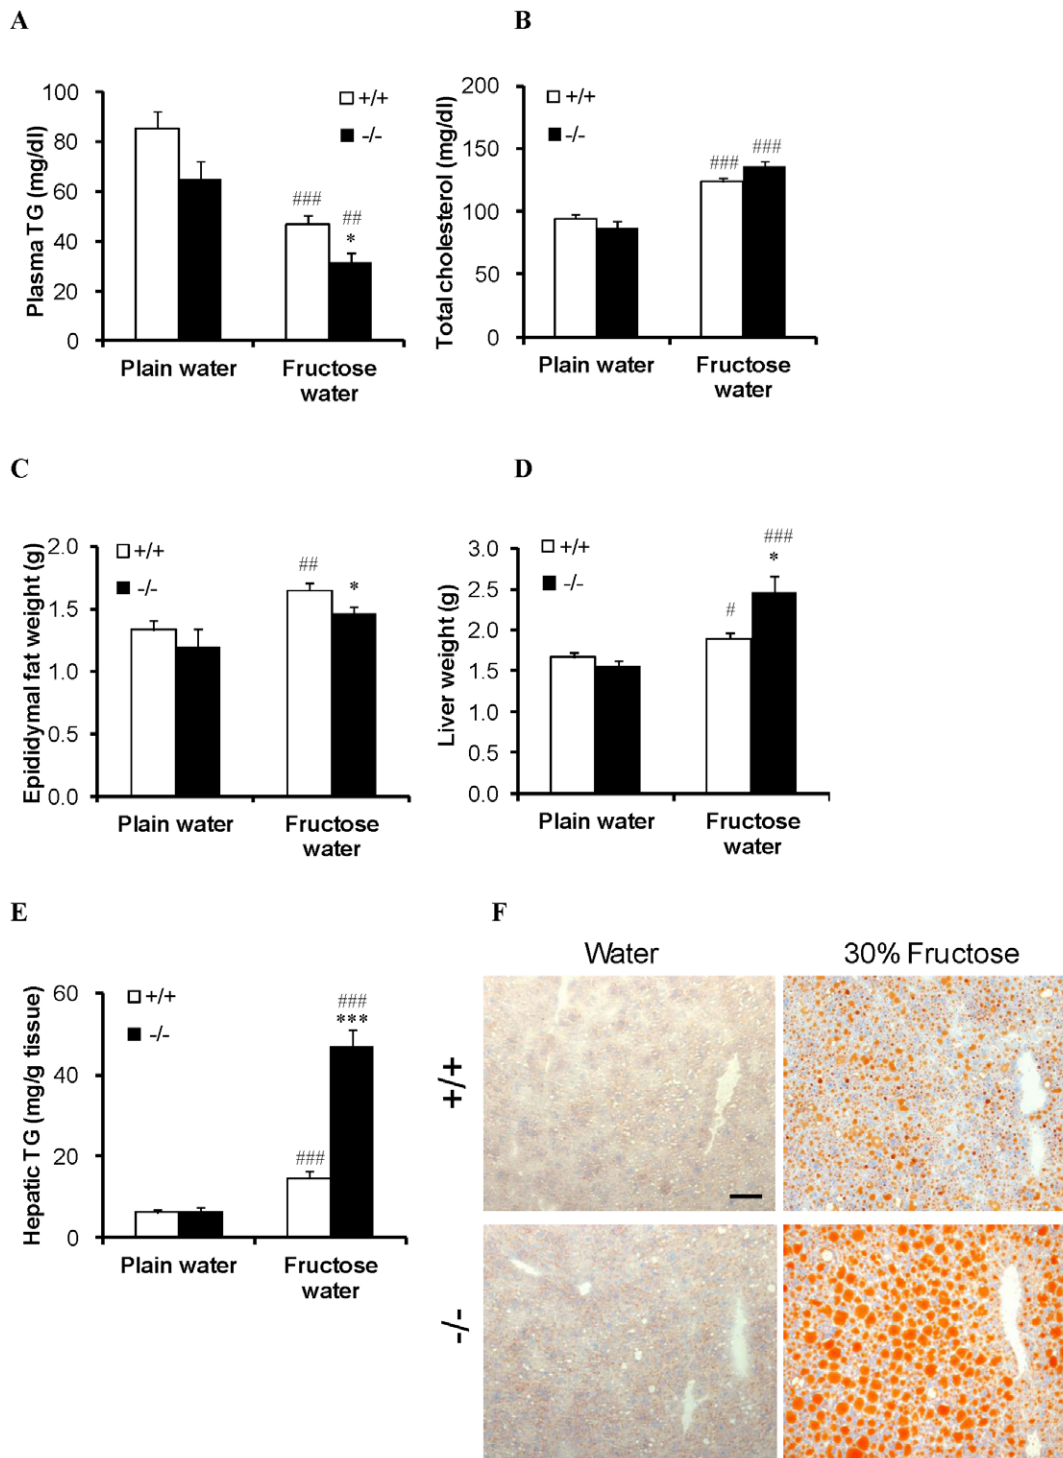 A
B
Plasma TG (mg/dl)
100
80
60
40
20
0
+/+
-/-
###
##
*
Plain water
Fructose
water
Total cholesterol (mg/dl)
200
150
100
50
0
+/+
-/-
###
###
Plain water
Fructose
water
C
D
Epididymal fat weight (g)
2.0
1.5
1.0
0.5
0.0
+/+
-/-
##
*
Plain water
Fructose
water
Liver weight (g)
3.0
2.5
2.0
1.5
1.0
0.5
0.0
+/+
-/-
#
###
*
Plain water
Fructose
water
E
F
Hepatic TG (mg/g tissue)
60
40
20
0
+/+
-/-
###
###
***
Plain water
Fructose
water
Water
30% Fructose
+/+
-/-